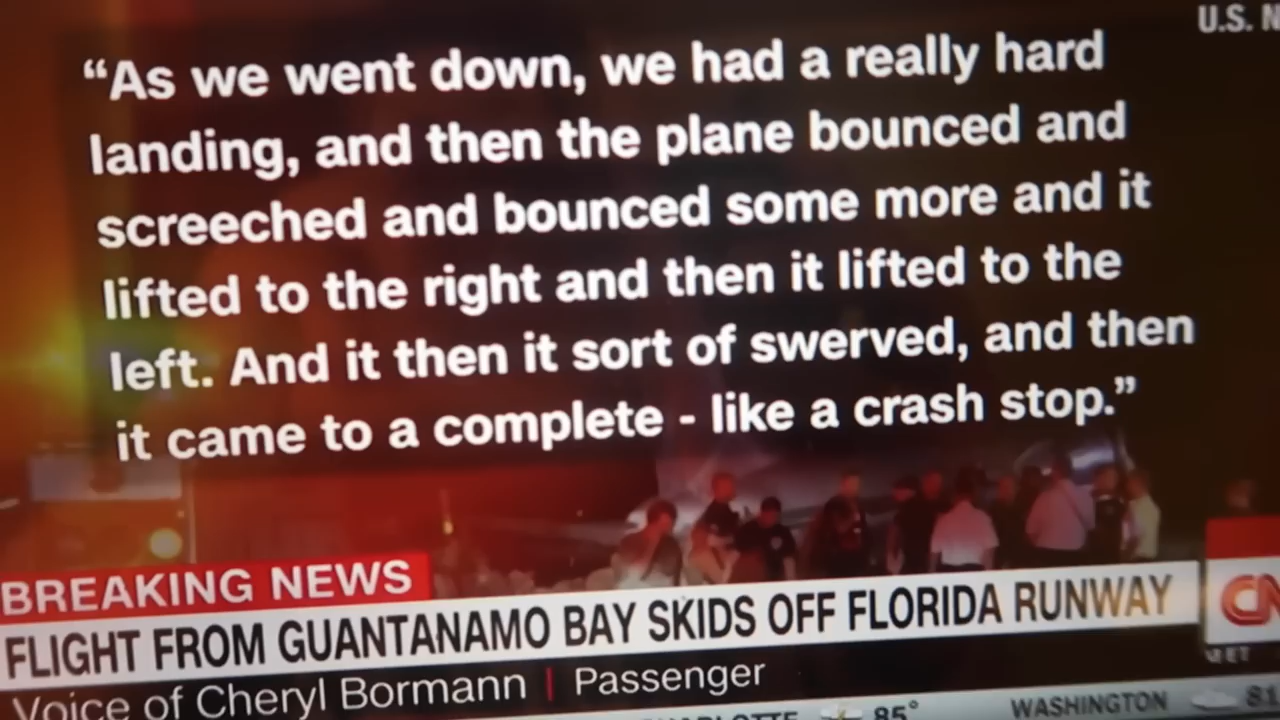 U.S.
“As we went down, we had a really hard
landing, and then the plane bounced and
screeched and bounced some more and it
lifted to the right and then it lifted to the
left. And it then it sort of swerved, and then
it came to a complete - like a crash stop.”
BREAKING NEWS
FLIGHT FROM GUANTANAMO BAY SKIDS OFF FLORIDA RUNWAY
Voice of Cheryl Bormann | Passenger
85° WASHINGTON 81